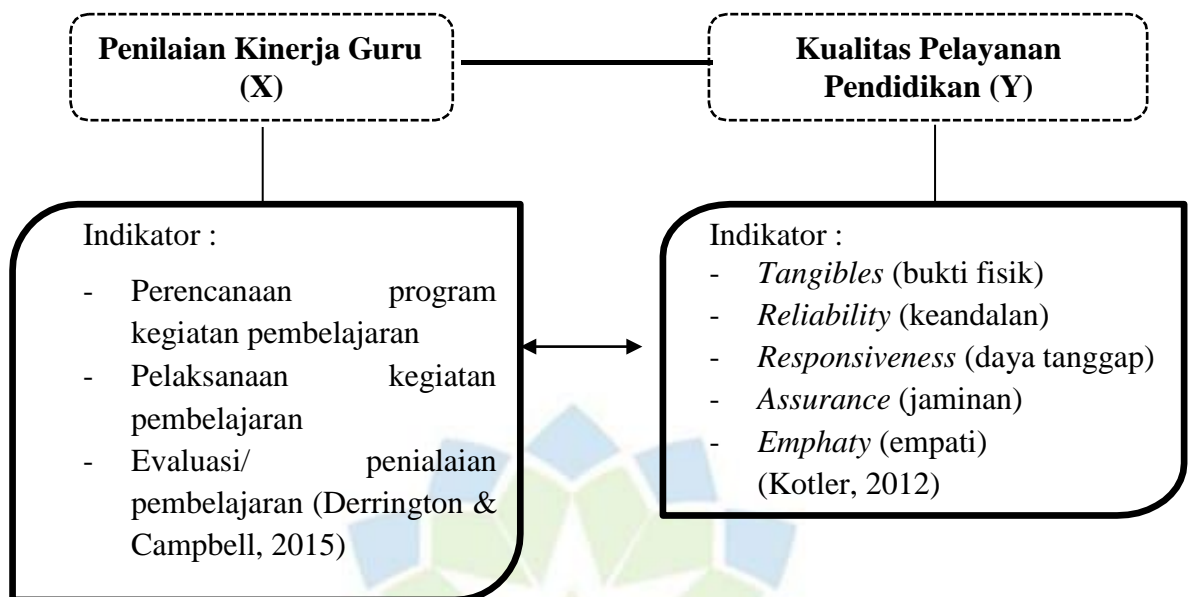 Penilaian Kinerja Guru
(X)
Kualitas Pelayanan
Pendidikan (Y)
Indikator :
- Perencanaan program
kegiatan pembelajaran
- Pelaksanaan kegiatan
pembelajaran
- Evaluasi/ penialaian
pembelajaran (Derrington &
Campbell, 2015)
Indikator :
- Tangibles (bukti fisik)
- Reliability (keandalan)
- Responsiveness (daya tanggap)
- Assurance (jaminan)
- Emphaty (empati)
(Kotler, 2012)